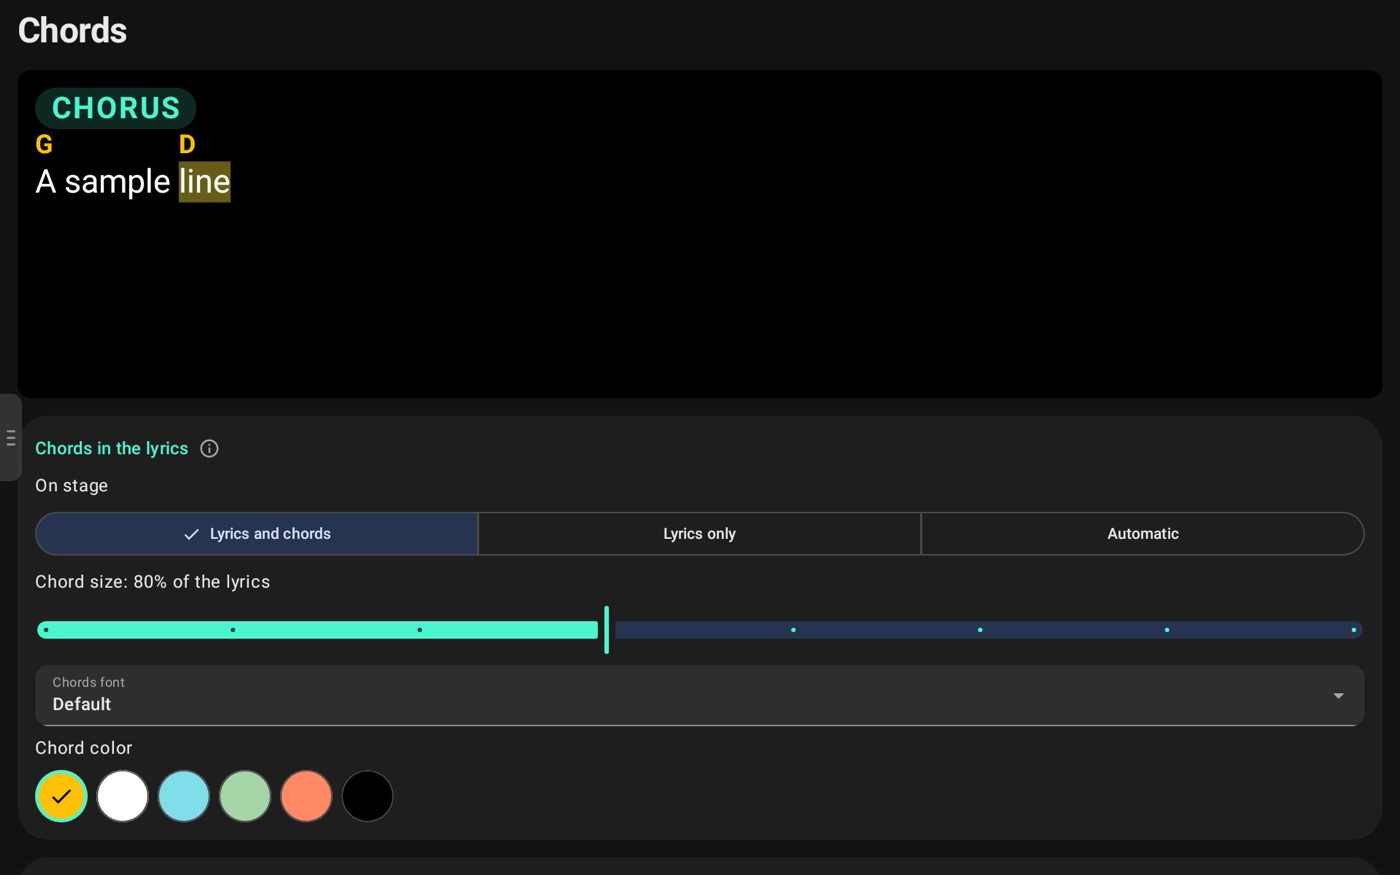 Chords
CHORUS
G D
A sample line
Chords in the lyrics
On stage
Lyrics and chords Lyrics only Automatic
Chord size: 80% of the lyrics
Chords font
Default
Chord color